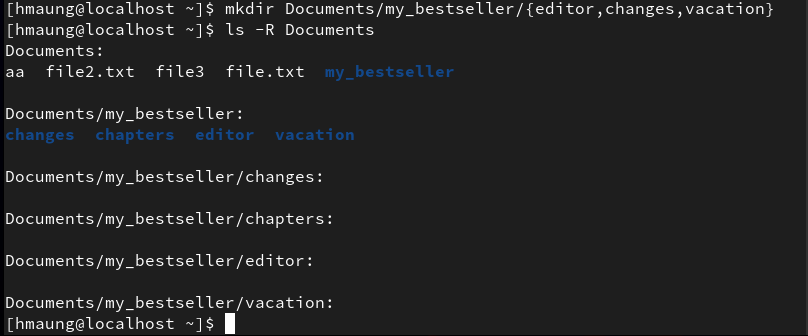 [hmaung@localhost ~]$ mkdir Documents/my_bestseller/{editor,changes,vacation}
[hmaung@localhost ~]$ ls -R Documents
Documents:
aa  file2.txt  file3  file.txt  my_bestseller
Documents/my_bestseller:
changes  chapters  editor  vacation
Documents/my_bestseller/changes:
Documents/my_bestseller/chapters:
Documents/my_bestseller/editor:
Documents/my_bestseller/vacation:
[hmaung@localhost ~]$